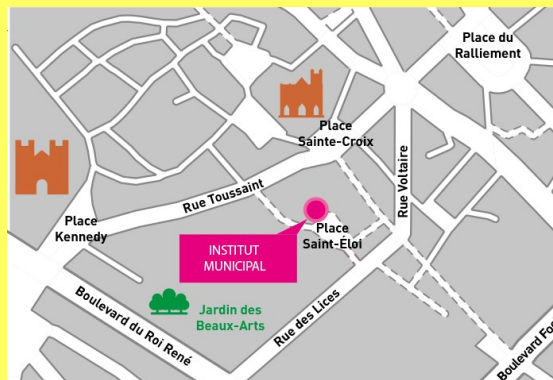 Place du
Ralliement
Place
Sainte-Croix
Rue Voltaire
Rue Toussaint
Place
Kennedy
Place
Saint-Éloi
INSTITUT
MUNICIPAL
Jardin des
Beaux-Arts
Rue des Lices
Boulevard du Roi René
Boulevard Fo